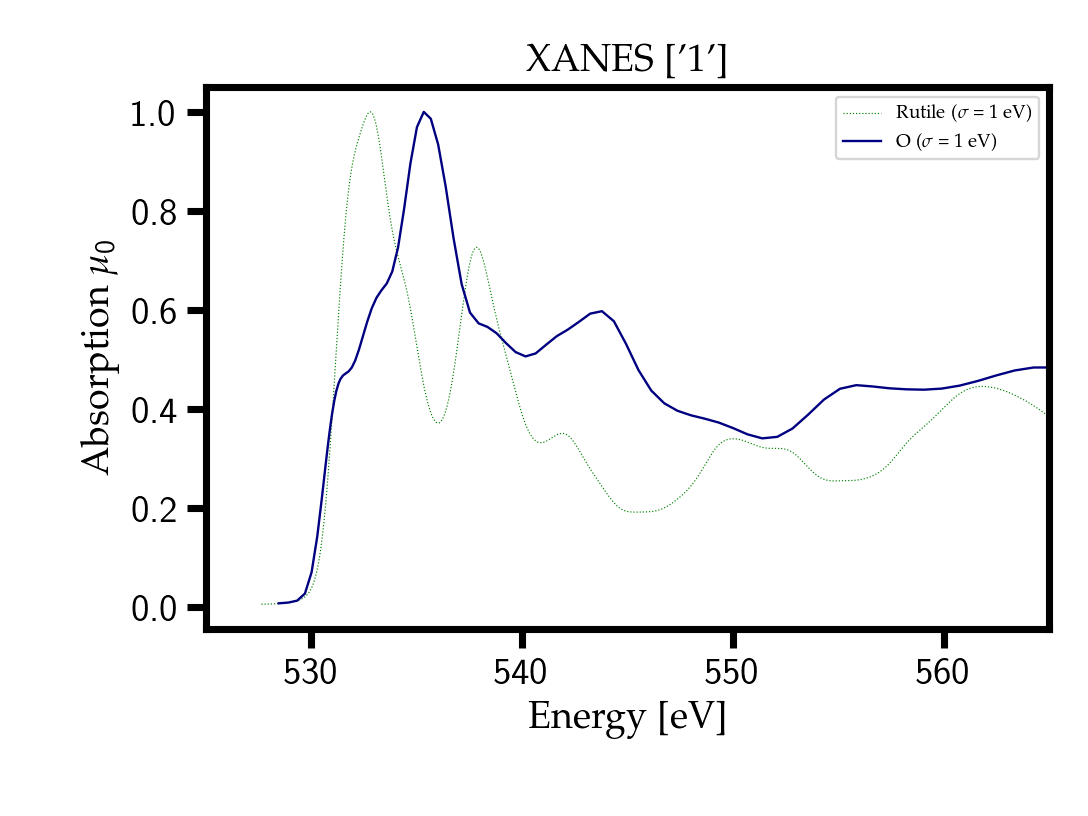 XANES ['1']
Rutile (σ = 1 eV)
O (σ = 1 eV)
Absorption μ₀
1.0
0.8
0.6
0.4
0.2
0.0
530 540 550 560
Energy [eV]